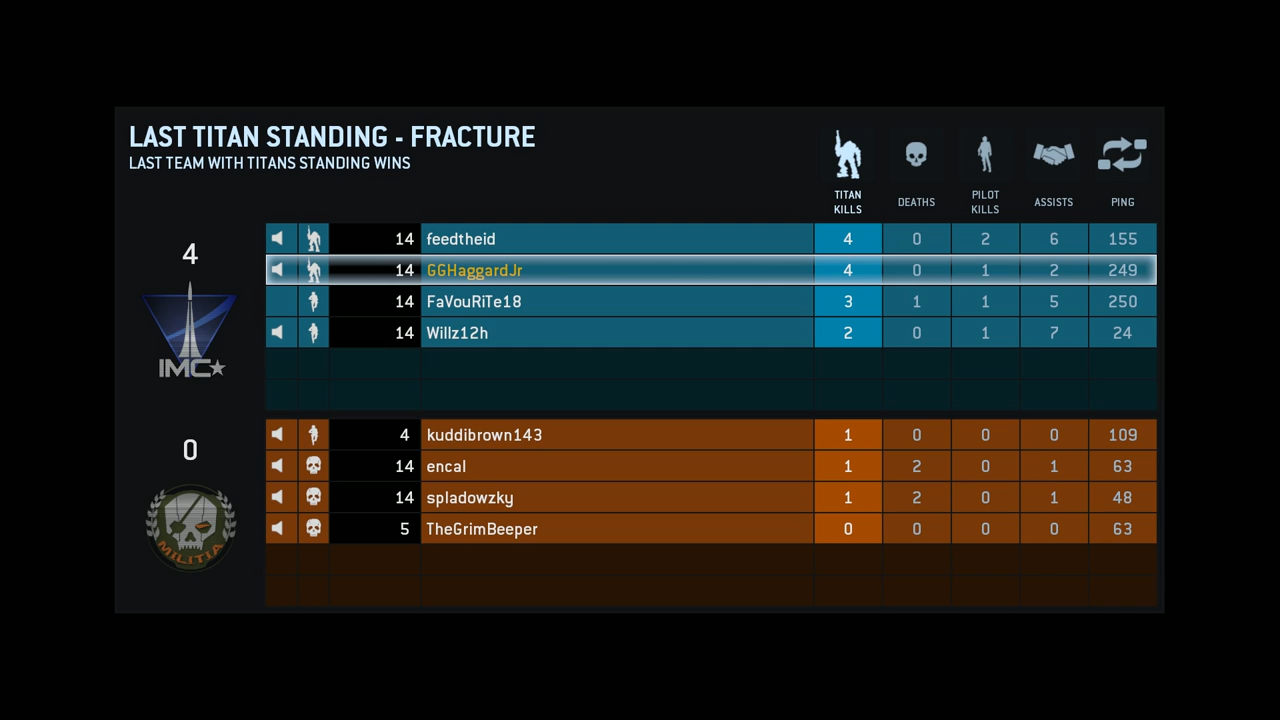 LAST TITAN STANDING - FRACTURE
LAST TEAM WITH TITANS STANDING WINS
TITAN KILLS DEATHS PILOT KILLS ASSISTS PING
4
IMC
14 feedtheid 4 0 2 6 155
14 GGHaggardJr 4 0 1 2 249
14 FaVouRiTe18 3 1 1 5 250
14 Willz12h 2 0 1 7 24
0
MILITIA
4 kuddibrown143 1 0 0 0 109
14 encal 1 2 0 1 63
14 spladowzky 1 2 0 1 48
5 TheGrimBeeper 0 0 0 0 63